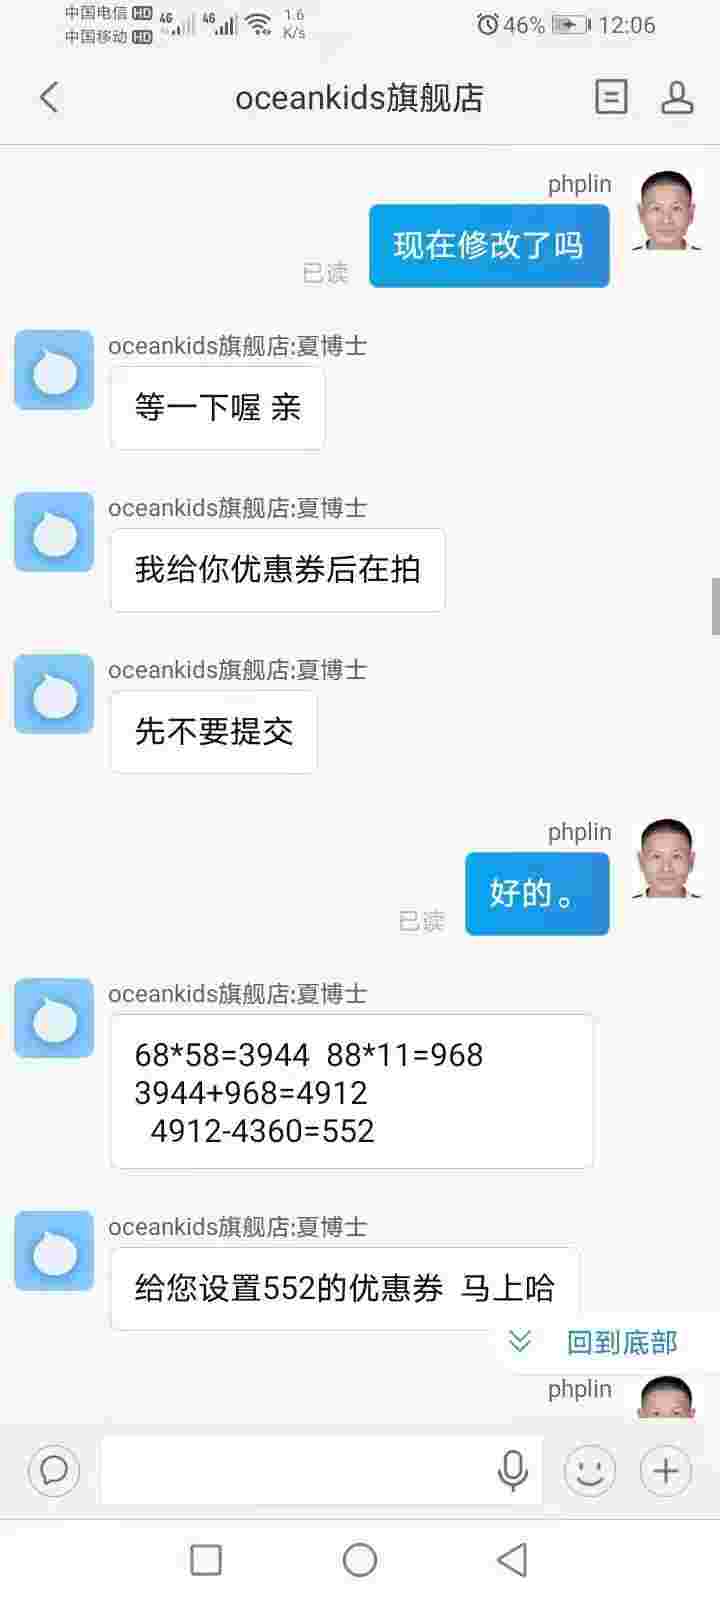 中国电信 HD
中国移动 HD
4G
4G
1.6
K/s
46%
12:06
oceankids旗舰店
phplin
现在修改了吗
已读
oceankids旗舰店:夏博士
等一下喔 亲
oceankids旗舰店:夏博士
我给你优惠券后在拍
oceankids旗舰店:夏博士
先不要提交
phplin
好的。
已读
oceankids旗舰店:夏博士
68*58=3944 88*11=968
3944+968=4912
4912-4360=552
oceankids旗舰店:夏博士
给您设置552的优惠券 马上哈
回到底部
phplin